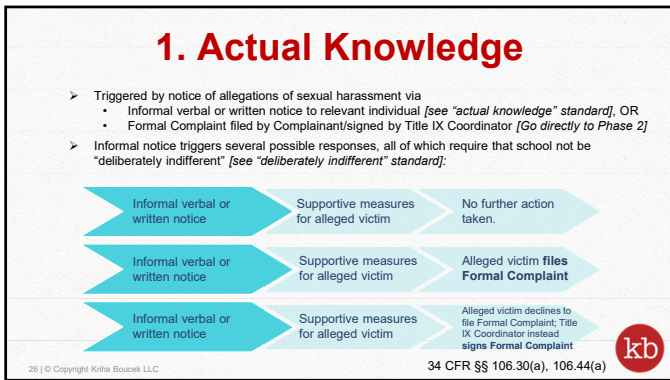 1. Actual Knowledge
➢ Triggered by notice of allegations of sexual harassment via
• Informal verbal or written notice to relevant individual [see “actual knowledge” standard], OR
• Formal Complaint filed by Complainant/signed by Title IX Coordinator [Go directly to Phase 2]
➢ Informal notice triggers several possible responses, all of which require that school not be
“deliberately indifferent” [see “deliberately indifferent” standard]:
Informal verbal or
written notice
Supportive measures
for alleged victim
No further action
taken.
Informal verbal or
written notice
Supportive measures
for alleged victim
Alleged victim files
Formal Complaint
Informal verbal or
written notice
Supportive measures
for alleged victim
Alleged victim declines to
file Formal Complaint; Title
IX Coordinator instead
signs Formal Complaint
26 | © Copyright Kriha Boucek LLC
34 CFR §§ 106.30(a), 106.44(a)
kb